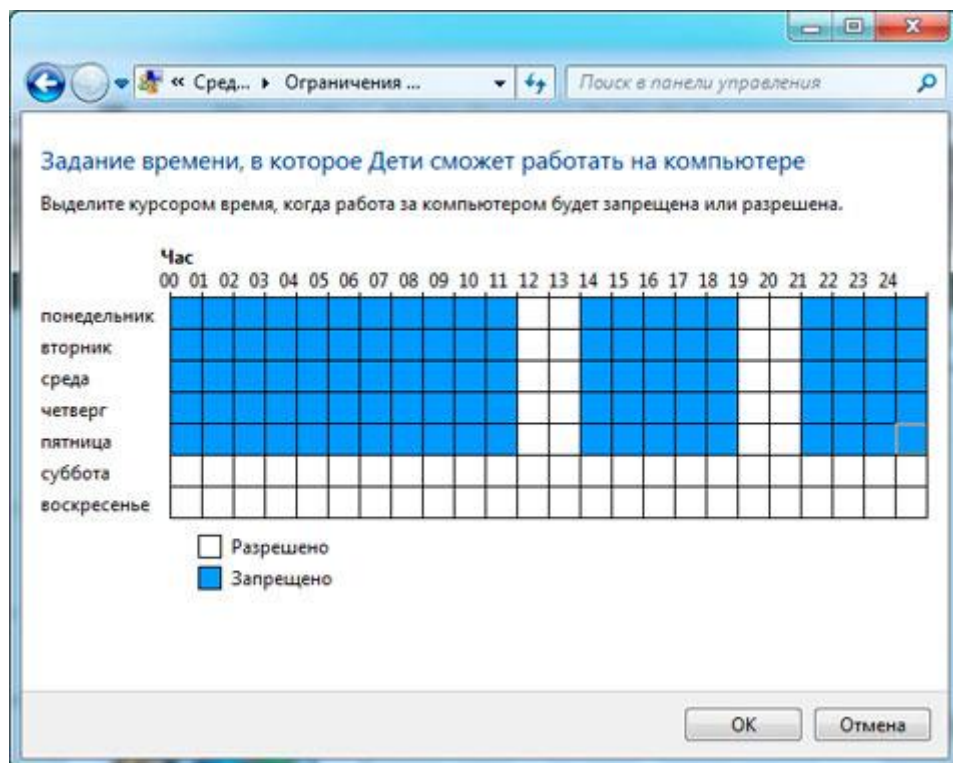 « Сред... ▸ Ограничения ... Поиск в панели управления
Задание времени, в которое Дети сможет работать на компьютере
Выделите курсором время, когда работа за компьютером будет запрещена или разрешена.
Час
00 01 02 03 04 05 06 07 08 09 10 11 12 13 14 15 16 17 18 19 20 21 22 23 24
понедельник
вторник
среда
четверг
пятница
суббота
воскресенье
Разрешено
Запрещено
ОК Отмена